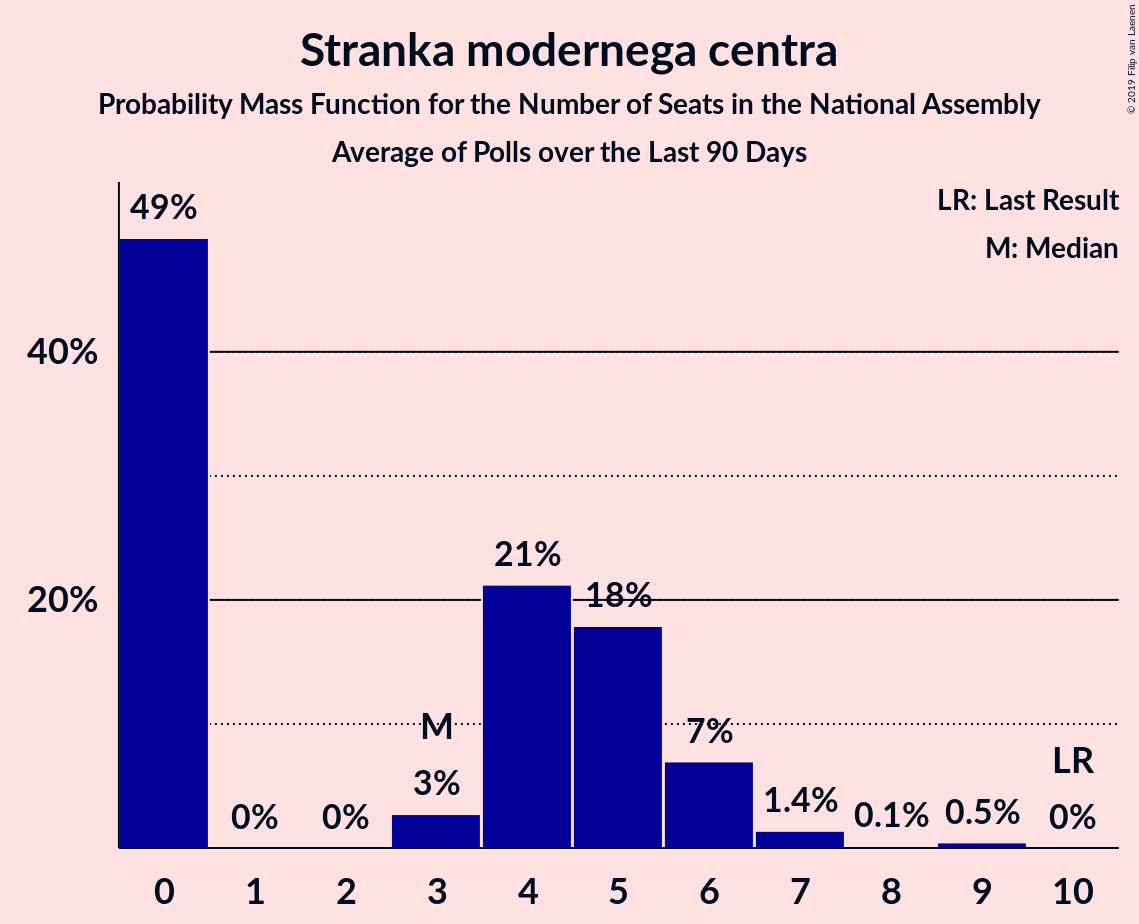 Stranka modernega centra
Probability Mass Function for the Number of Seats in the National Assembly
Average of Polls over the Last 90 Days
© 2019 Filip van Laenen
LR: Last Result
M: Median
49%
40%
21%
20%
18%
M
7%
LR
3%
1.4%
0%
0%
0.1%
0.5%
0%
0 1 2 3 4 5 6 7 8 9 10